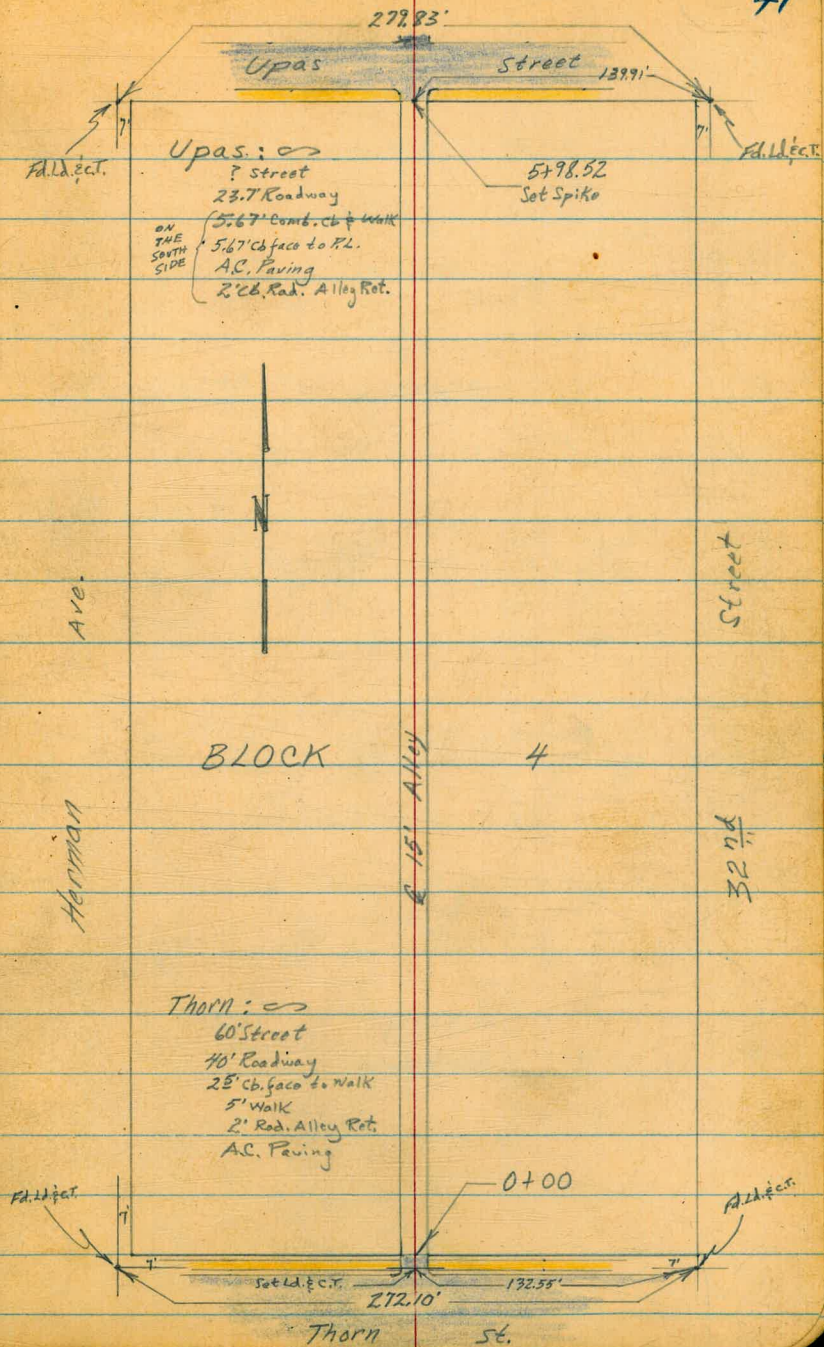 41
279.83'
Upas Street
139.91'
7'
7'
Fd.Ld.&C.T.
Fd.Ld.&C.T.
Upas:
? Street
23.7' Roadway
ON THE SOUTH SIDE
5.67' Comb. Cb & Walk
5.67' Cb face to P.L.
A.C. Paving
2' Cb. Rad. Alley Ret.
5+98.52
Set Spike
N
Herman Ave.
BLOCK 4
℄ 15' Alley
32nd Street
Thorn:
60' Street
40' Roadway
2⁵' Cb. face to Walk
5' Walk
2' Rad. Alley Ret.
A.C. Paving
0+00
Fd.Ld.&C.T.
Fd.Ld.&C.T.
7'
7'
7'
Set Ld.&C.T.
132.55'
272.10'
Thorn St.